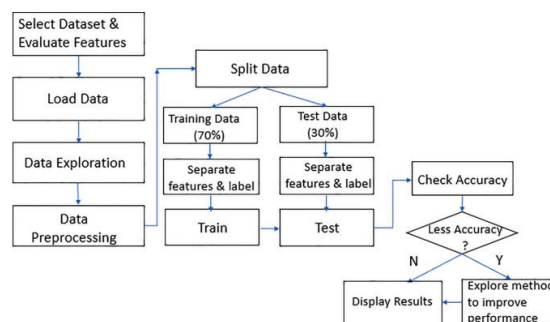 Select Dataset &
Evaluate Features
Load Data
Data Exploration
Data
Preprocessing
Split Data
Training Data
(70%)
Test Data
(30%)
Separate
features & label
Separate
features & label
Train
Test
Check Accuracy
Less Accuracy
?
N
Y
Display Results
Explore method
to improve
performance